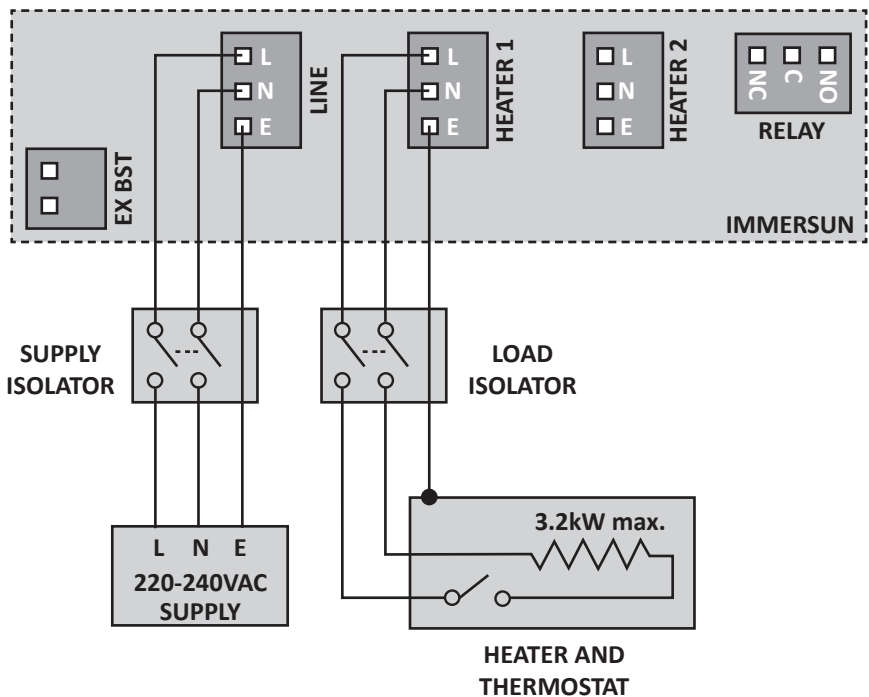 L
N
E
LINE
L
N
E
HEATER 1
L
N
E
HEATER 2
NC
C
NO
RELAY
EX BST
IMMERSUN
SUPPLY
ISOLATOR
LOAD
ISOLATOR
L N E
220-240VAC
SUPPLY
3.2kW max.
HEATER AND
THERMOSTAT